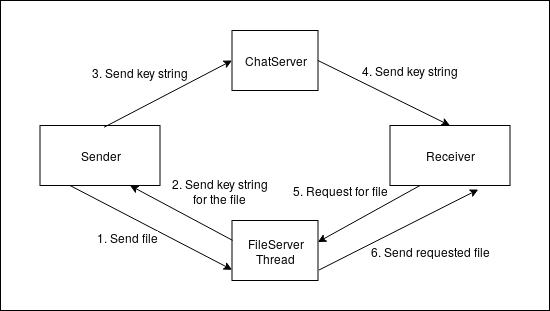 ChatServer
3. Send key string
4. Send key string
Sender
Receiver
2. Send key string
for the file
5. Request for file
1. Send file
FileServer
Thread
6. Send requested file